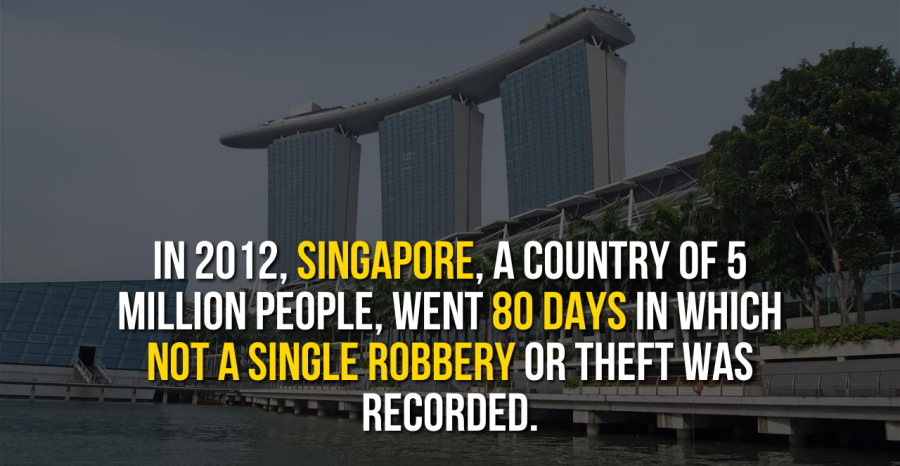 IN 2012, SINGAPORE, A COUNTRY OF 5
MILLION PEOPLE, WENT 80 DAYS IN WHICH
NOT A SINGLE ROBBERY OR THEFT WAS
RECORDED.